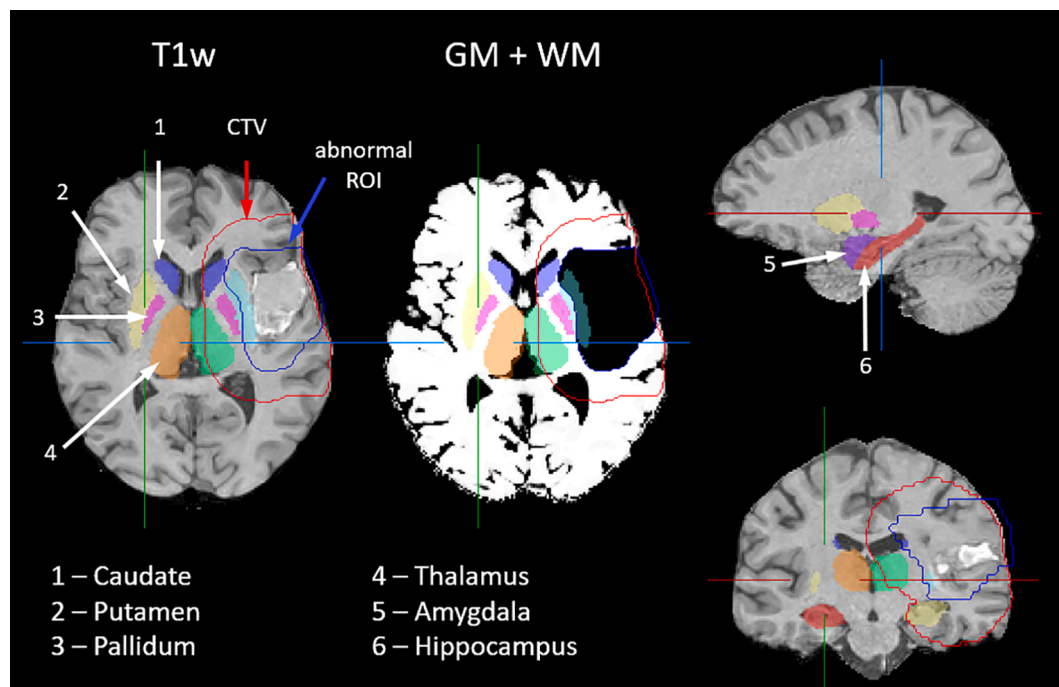 T1w
GM + WM
1
CTV
abnormal
ROI
2
3
4
5
6
1 – Caudate
2 – Putamen
3 – Pallidum
4 – Thalamus
5 – Amygdala
6 – Hippocampus